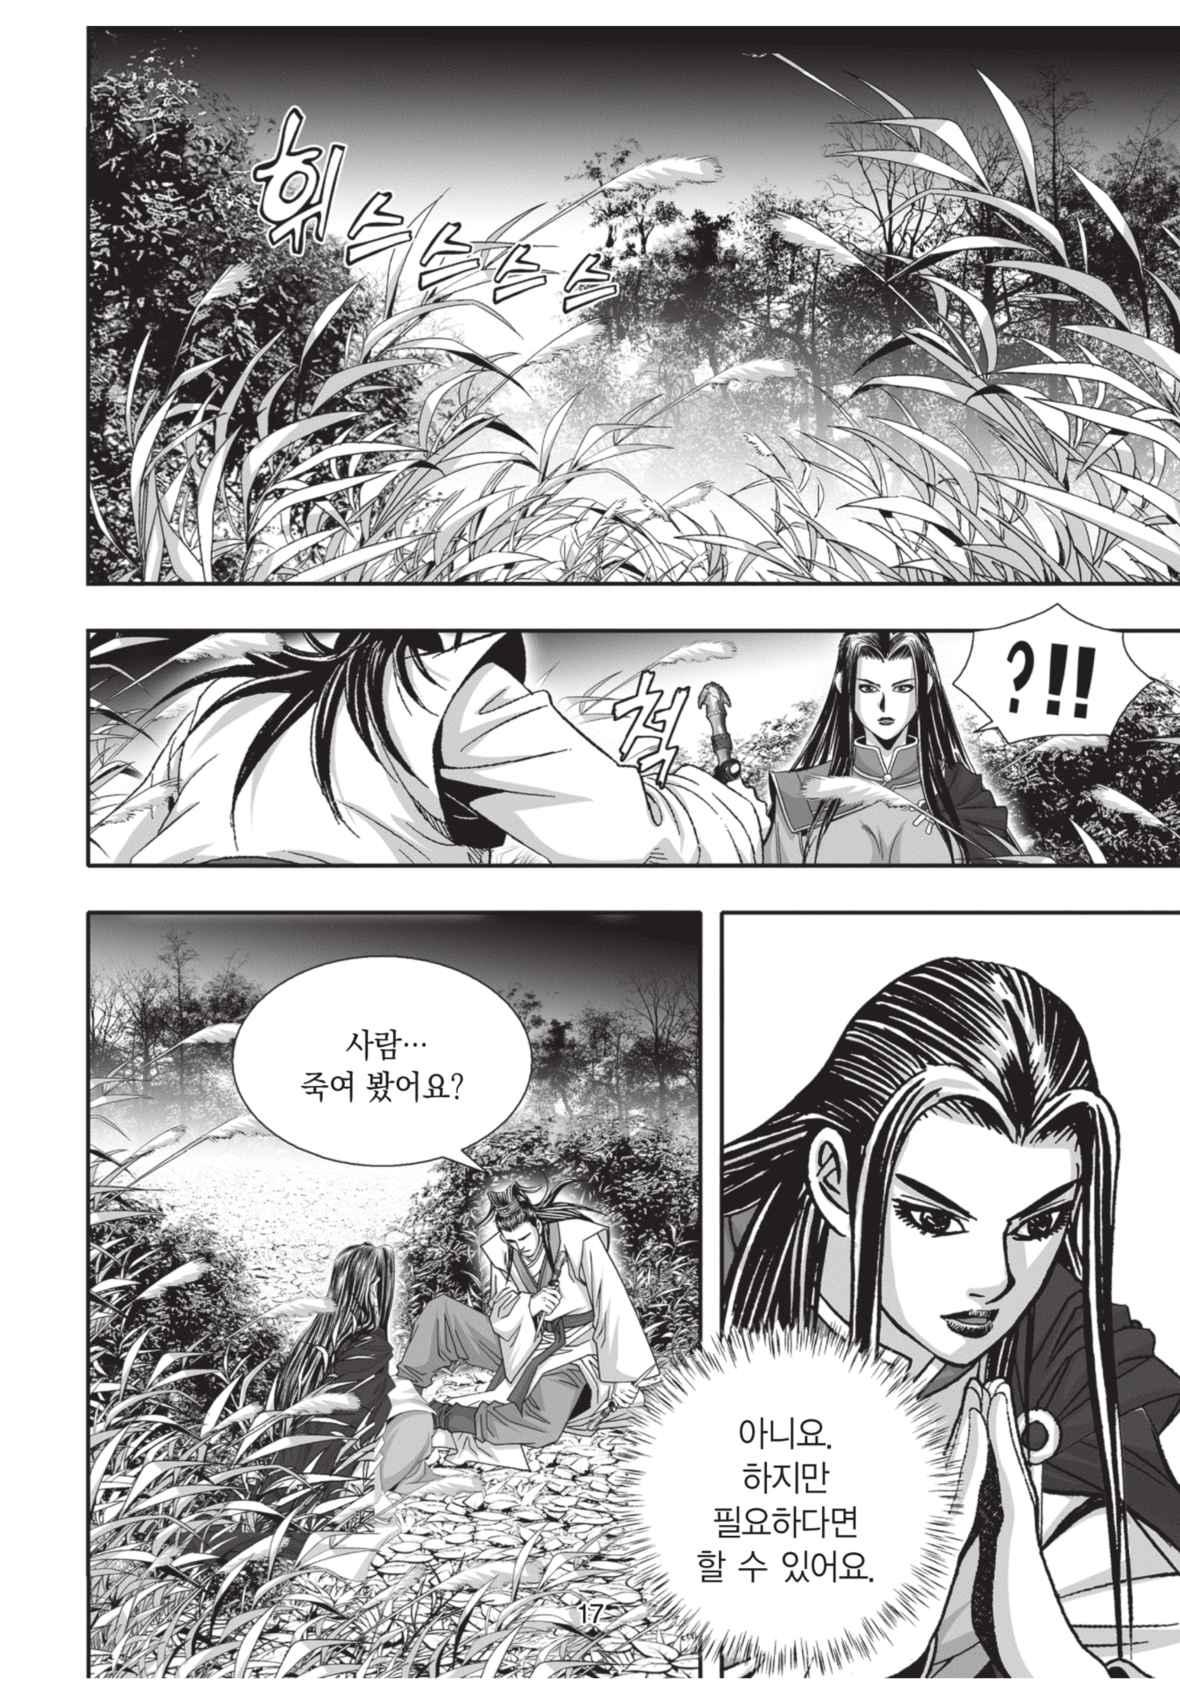 휘스스스스
?!!
척
사람…
죽여 봤어요?
아니요.
하지만
필요하다면
할 수 있어요.
17